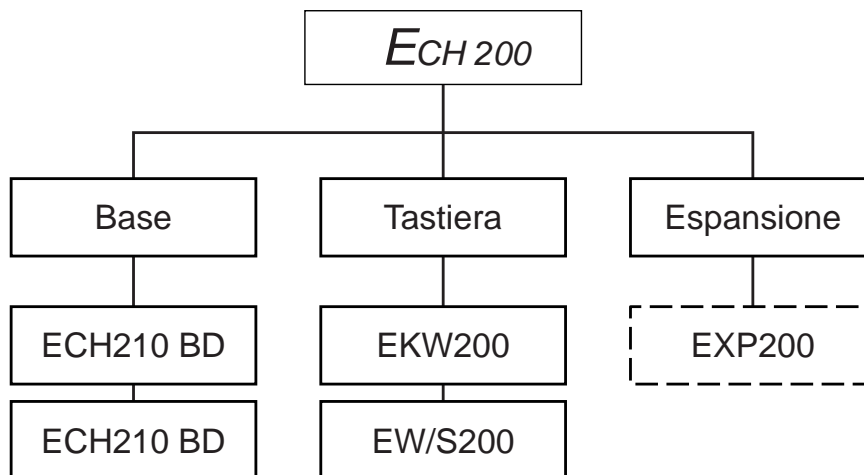 ECH 200
Base
Tastiera
Espansione
ECH210 BD
EKW200
EXP200
ECH210 BD
EW/S200